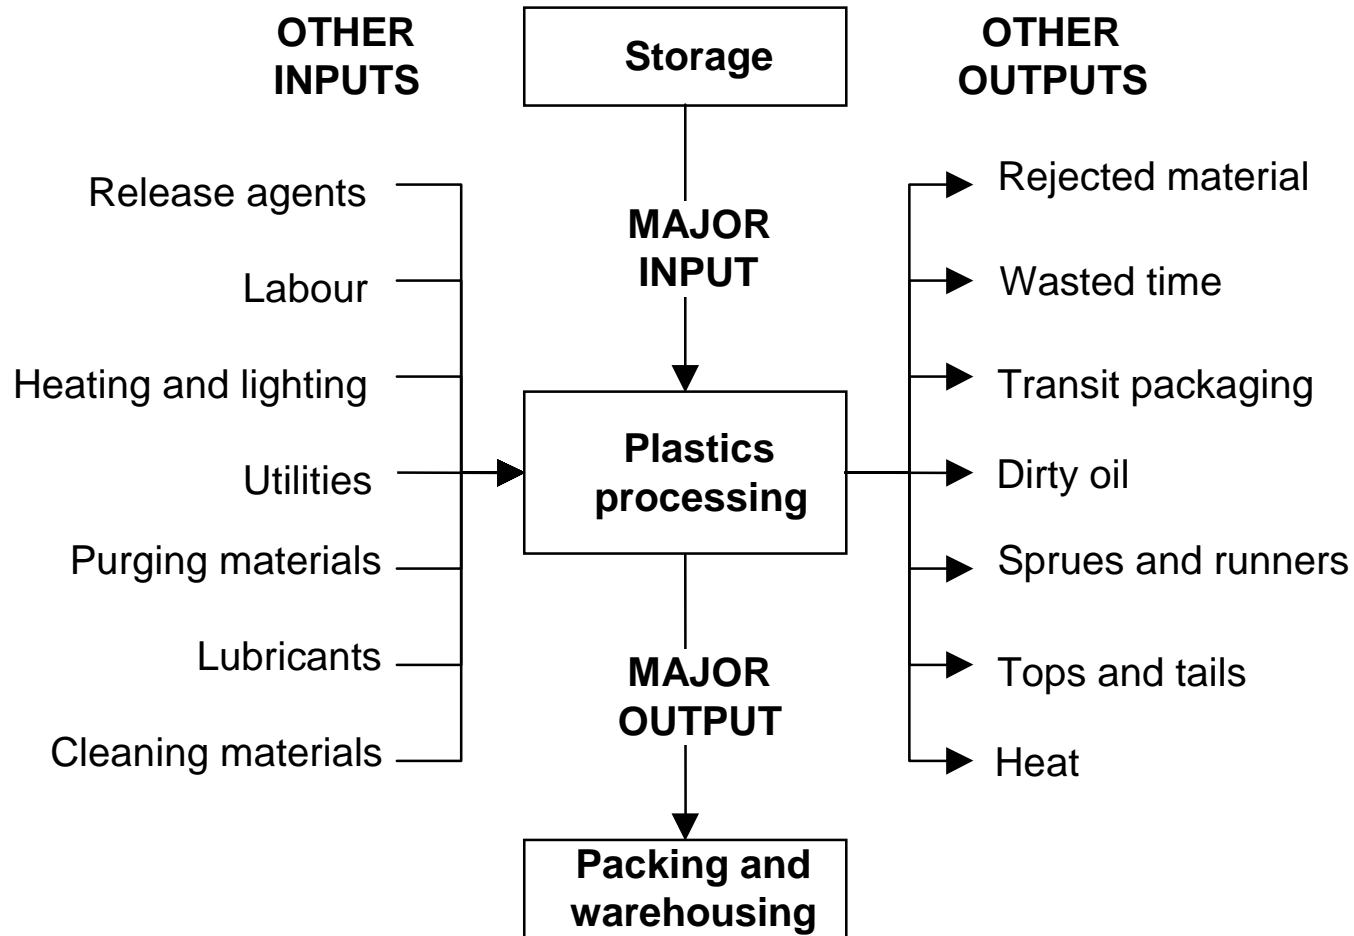 OTHER
INPUTS
Storage
OTHER
OUTPUTS
Release agents
Labour
Heating and lighting
Utilities
Purging materials
Lubricants
Cleaning materials
MAJOR
INPUT
Plastics
processing
MAJOR
OUTPUT
Packing and
warehousing
Rejected material
Wasted time
Transit packaging
Dirty oil
Sprues and runners
Tops and tails
Heat